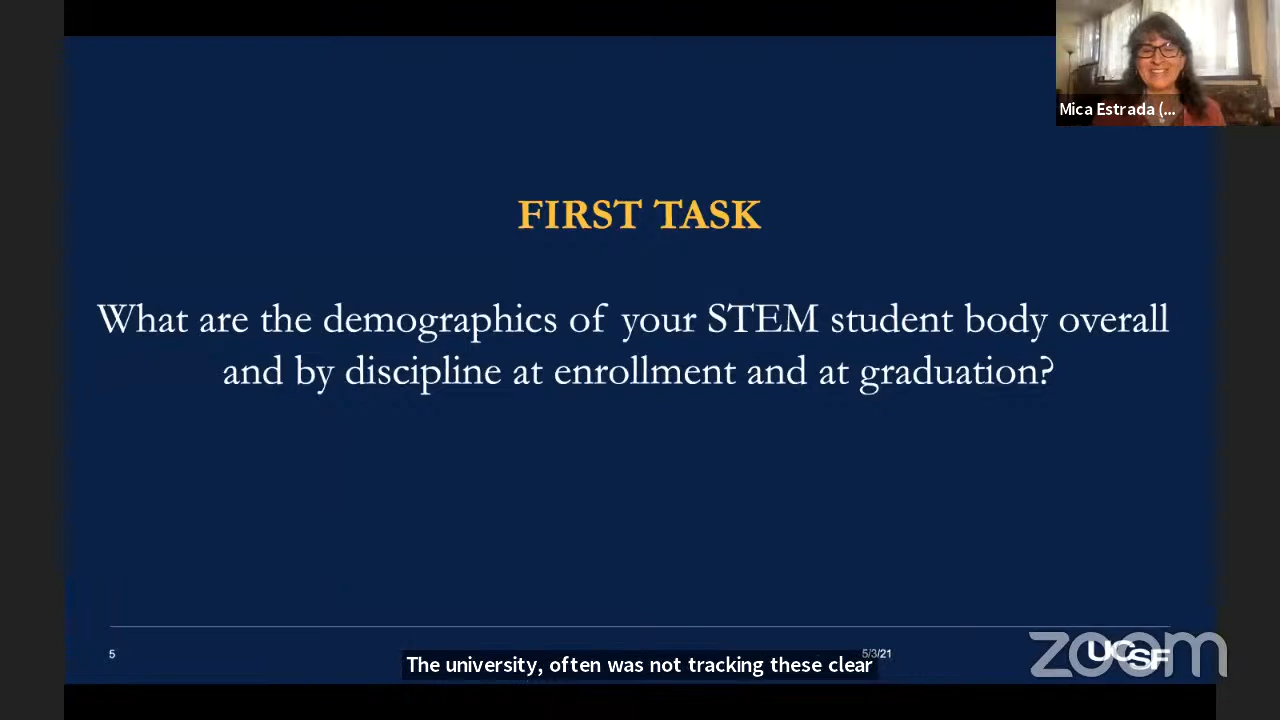 Mica Estrada (...
FIRST TASK
What are the demographics of your STEM student body overall
and by discipline at enrollment and at graduation?
5
5/3/21
UCSF
zoom
The university, often was not tracking these clear